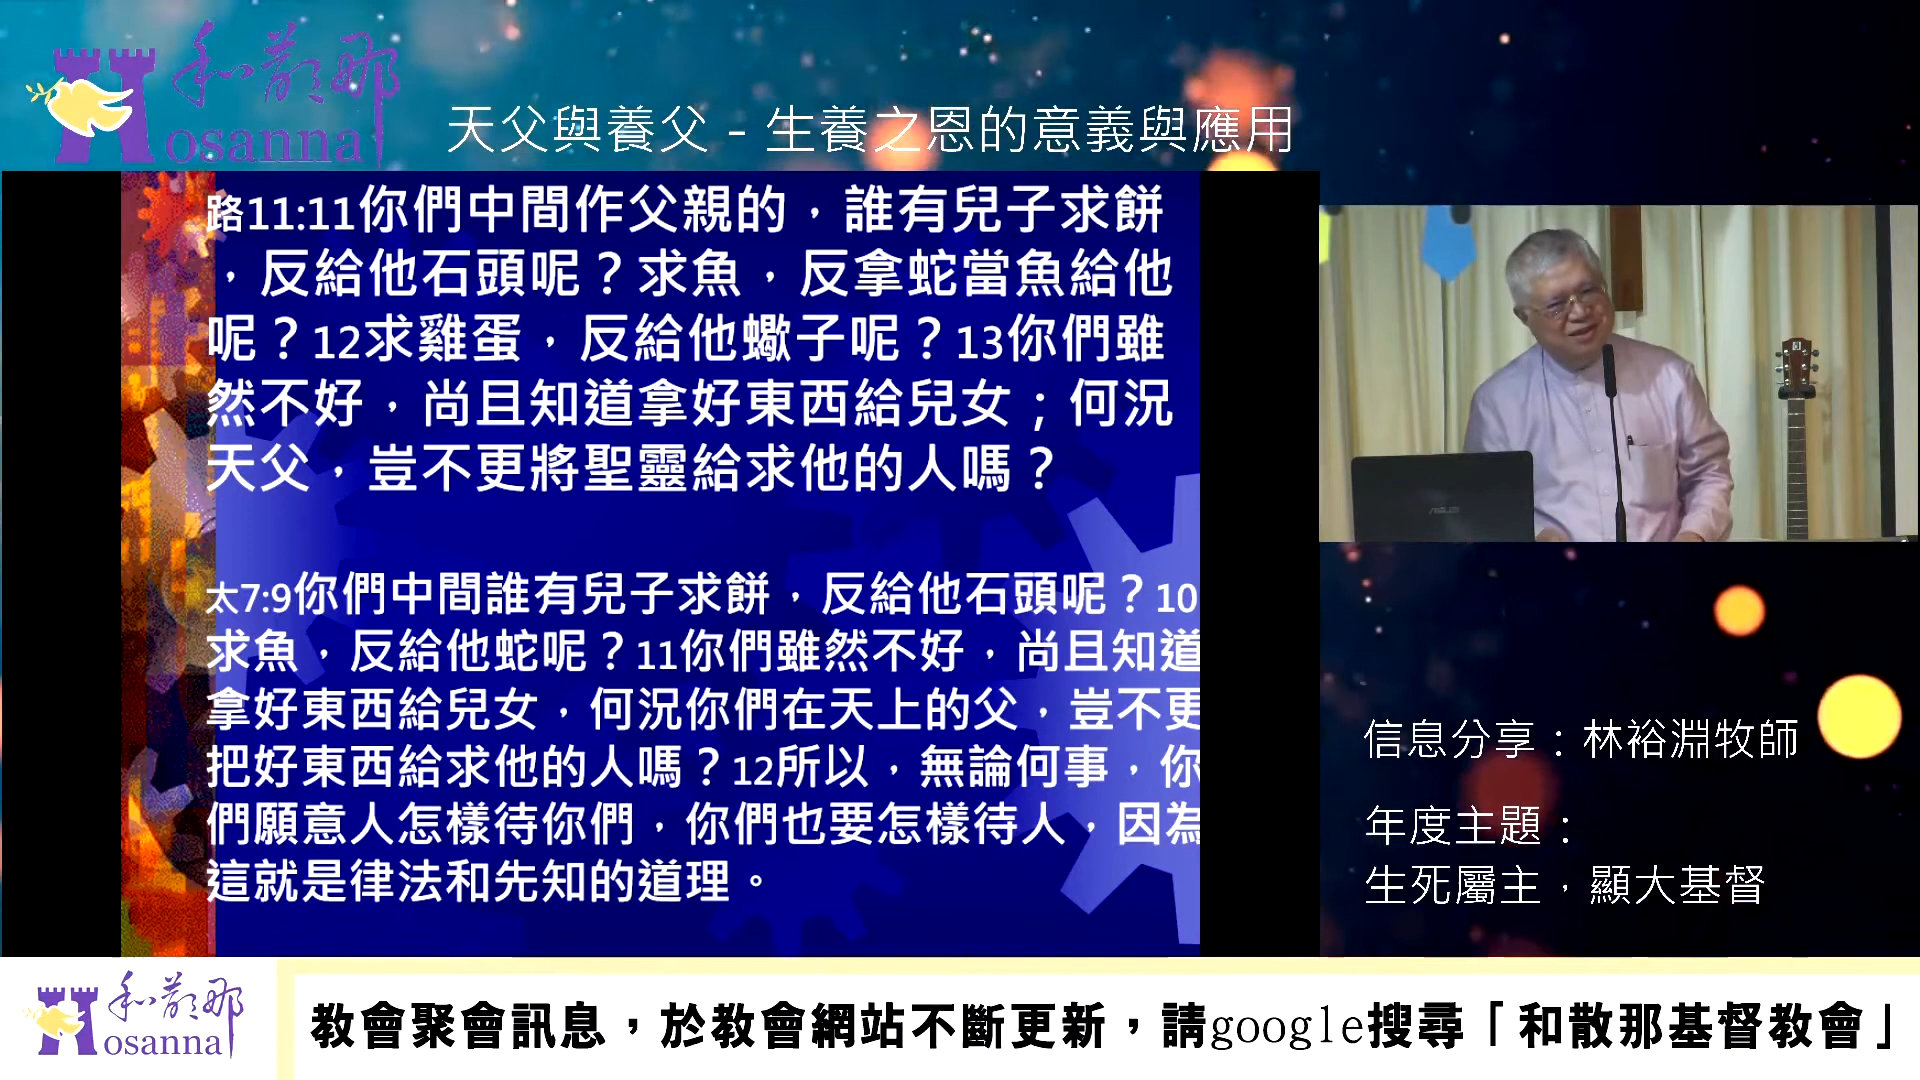 和散那
Hosanna
天父與養父 - 生養之恩的意義與應用
路11:11你們中間作父親的，誰有兒子求餅
，反給他石頭呢？求魚，反拿蛇當魚給他
呢？12求雞蛋，反給他蠍子呢？13你們雖
然不好，尚且知道拿好東西給兒女；何況
天父，豈不更將聖靈給求他的人嗎？
太7:9你們中間誰有兒子求餅，反給他石頭呢？10
求魚，反給他蛇呢？11你們雖然不好，尚且知道
拿好東西給兒女，何況你們在天上的父，豈不更
把好東西給求他的人嗎？12所以，無論何事，你
們願意人怎樣待你們，你們也要怎樣待人，因為
這就是律法和先知的道理。
ASUS
信息分享：林裕淵牧師
年度主題：
生死屬主，顯大基督
和散那
Hosanna
教會聚會訊息，於教會網站不斷更新，請google搜尋「和散那基督教會」